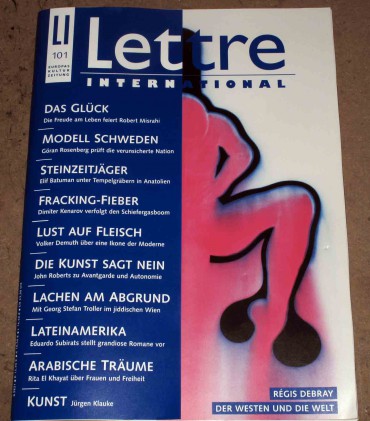 LI
101
EUROPAS
KULTUR
ZEITUNG
Lettre
INTERNATIONAL
DAS GLÜCK
Die Freude am Leben feiert Robert Misrahi
MODELL SCHWEDEN
Göran Rosenberg prüft die verunsicherte Nation
STEINZEITJÄGER
Elif Batuman unter Tempelgräbern in Anatolien
FRACKING-FIEBER
Dimiter Kenarov verfolgt den Schiefergasboom
LUST AUF FLEISCH
Volker Demuth über eine Ikone der Moderne
DIE KUNST SAGT NEIN
John Roberts zu Avantgarde und Autonomie
LACHEN AM ABGRUND
Mit Georg Stefan Troller im jiddischen Wien
LATEINAMERIKA
Eduardo Subirats stellt grandiose Romane vor
ARABISCHE TRÄUME
Rita El Khayat über Frauen und Freiheit
KUNST Jürgen Klauke
RÉGIS DEBRAY
DER WESTEN UND DIE WELT